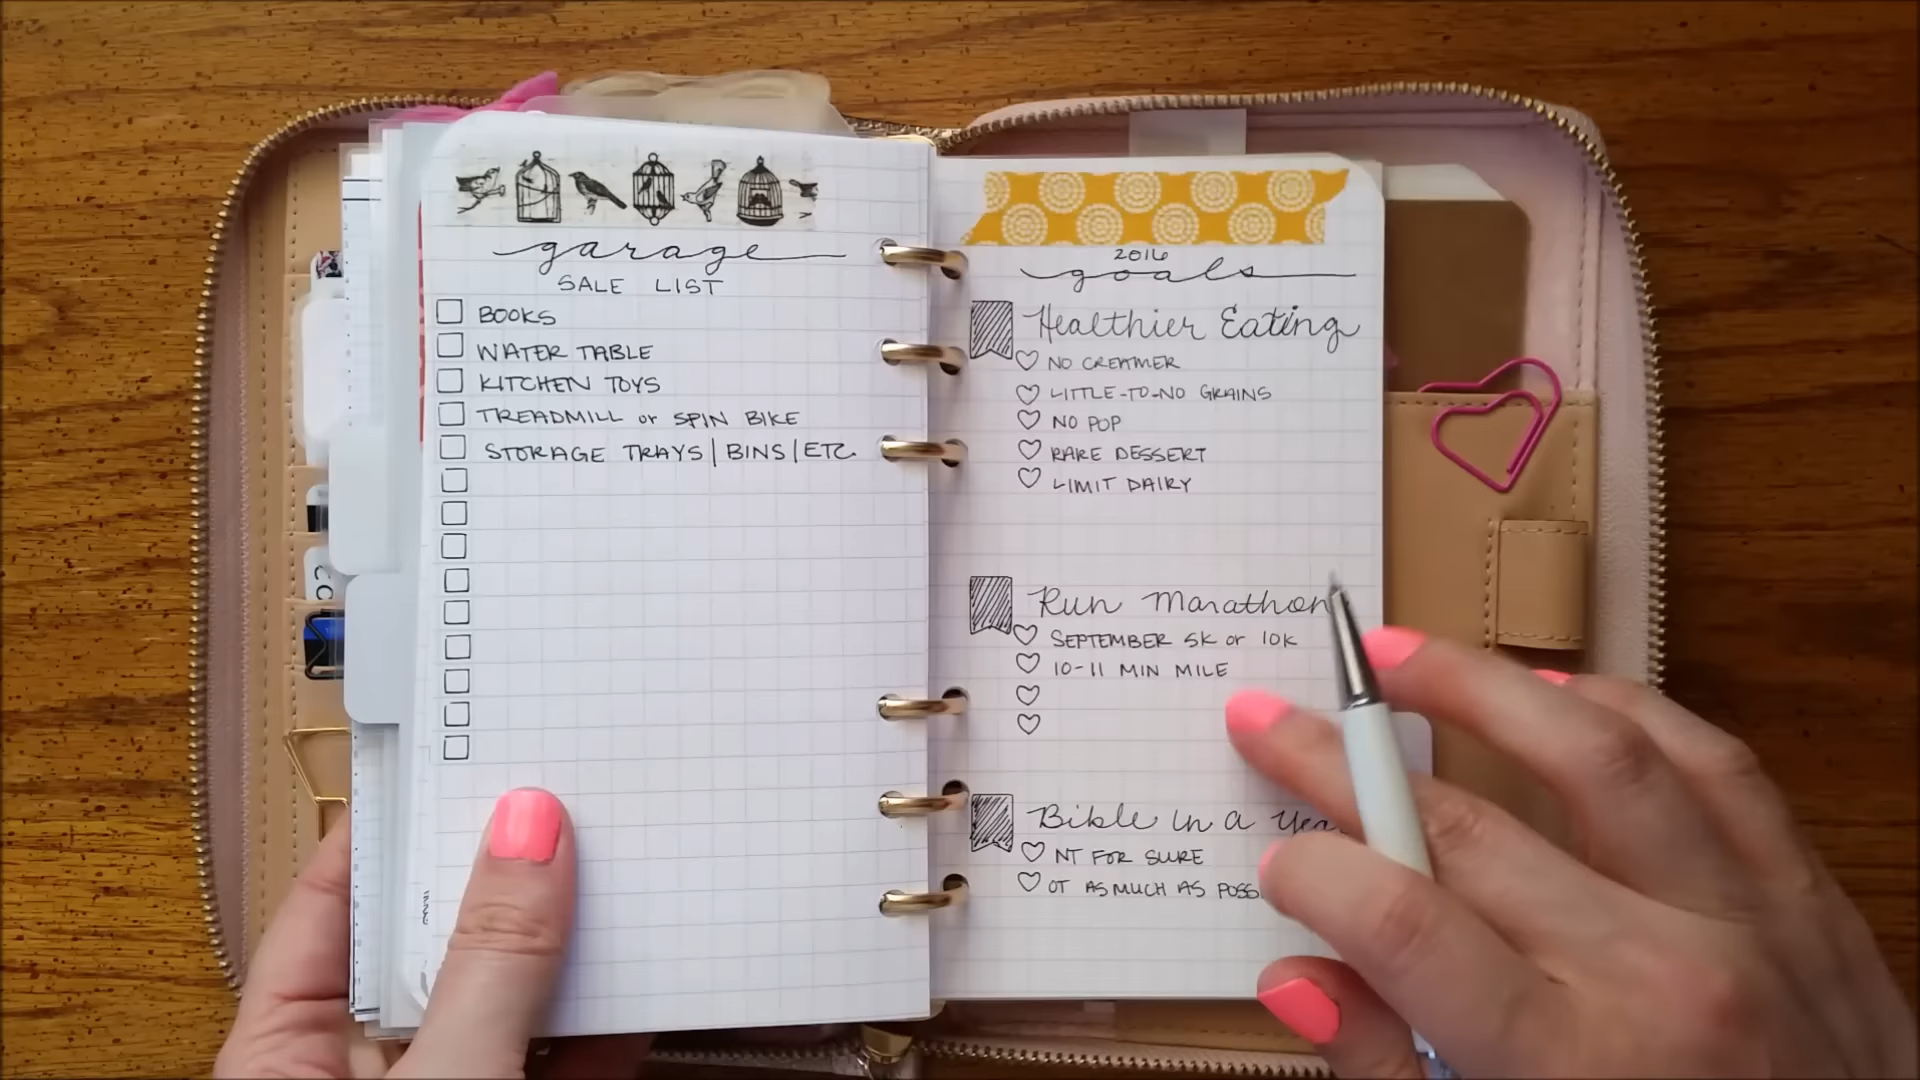 garage
SALE LIST
BOOKS
WATER TABLE
KITCHEN TOYS
TREADMILL or SPIN BIKE
STORAGE TRAYS | BINS | ETC.
2016
goals
Healthier Eating
NO CREAMER
LITTLE-TO-NO GRAINS
NO POP
RARE DESSERT
LIMIT DAIRY
Run Marathon
SEPTEMBER 5K or 10K
10-11 MIN MILE
Bible in a
NT FOR SURE
OT AS MUCH AS